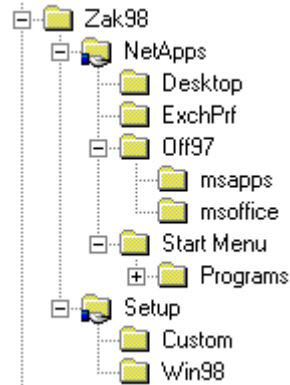 Zak98
NetApps
Desktop
ExchPrf
Off97
msapps
msoffice
Start Menu
Programs
Setup
Custom
Win98